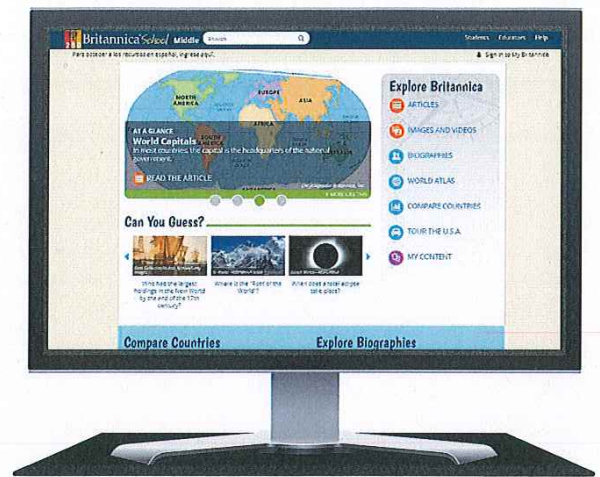 Britannica School Middle Search
Students Educators Help
Para acceder a los recursos en español, ingrese aquí.
Sign in to My Britannica
NORTH AMERICA
EUROPE
ASIA
AFRICA
SOUTH AMERICA
AT A GLANCE
World Capitals
In most countries, the capital is the headquarters of the national
government.
READ THE ARTICLE
Can You Guess?
Who had the largest
holdings in the New World
by the end of the 17th
century?
Where is the "Roof of the
World"?
When does a total eclipse
take place?
Explore Britannica
ARTICLES
IMAGES AND VIDEOS
BIOGRAPHIES
WORLD ATLAS
COMPARE COUNTRIES
TOUR THE U.S.A.
MY CONTENT
Compare Countries
Explore Biographies